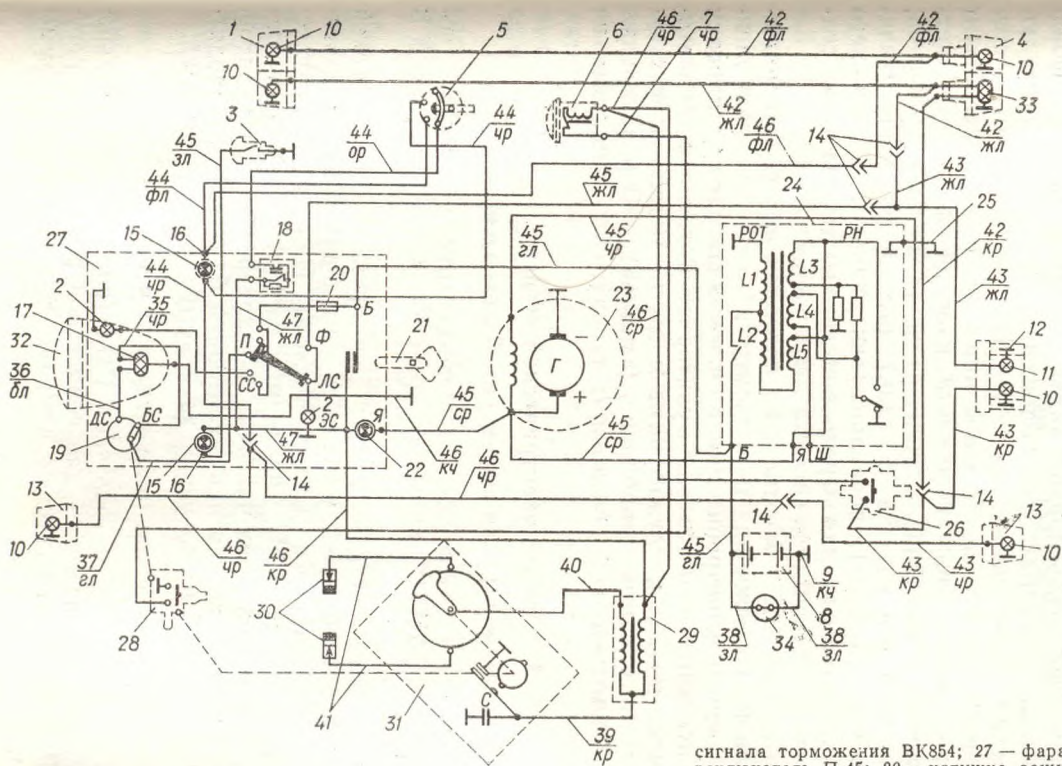 1 10 5 6 46 чр 7 чр 42 фл 42 фл 4
10 10
33
42 жл 42 жл
3 45 зл 44 ор 44 чр 46 фл 14
44 фл 45 жл 43 жл
24 25
15 16 18 45 гл 45 чр РОТ РН 42 кр
27 44 чр 20 Б L1 L3
2 35 чр 47 жл Ф 23 46 ср L4 43 жл
17 П 21 L2 12
32 СС Г L5 11
36 бл ЛС 10
ДС БС 2 ЭС Я 45 ср 45 ср
19 47 жл 22 46 кч Б Я Ш 43 кр
15 16 14 46 чр 14
13 14 26 13
10 10
37 гл 46 чр 46 кр 45 гл 9 кч 43 кр 43 чр
40
30 29 8
28 38 зл 34 38 зл
41 31 С
39 кр
сигнала торможения ВК854; 27 — фара